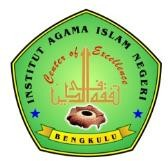 INSTITUT AGAMA ISLAM NEGERI
Center of Excellence
BENGKULU